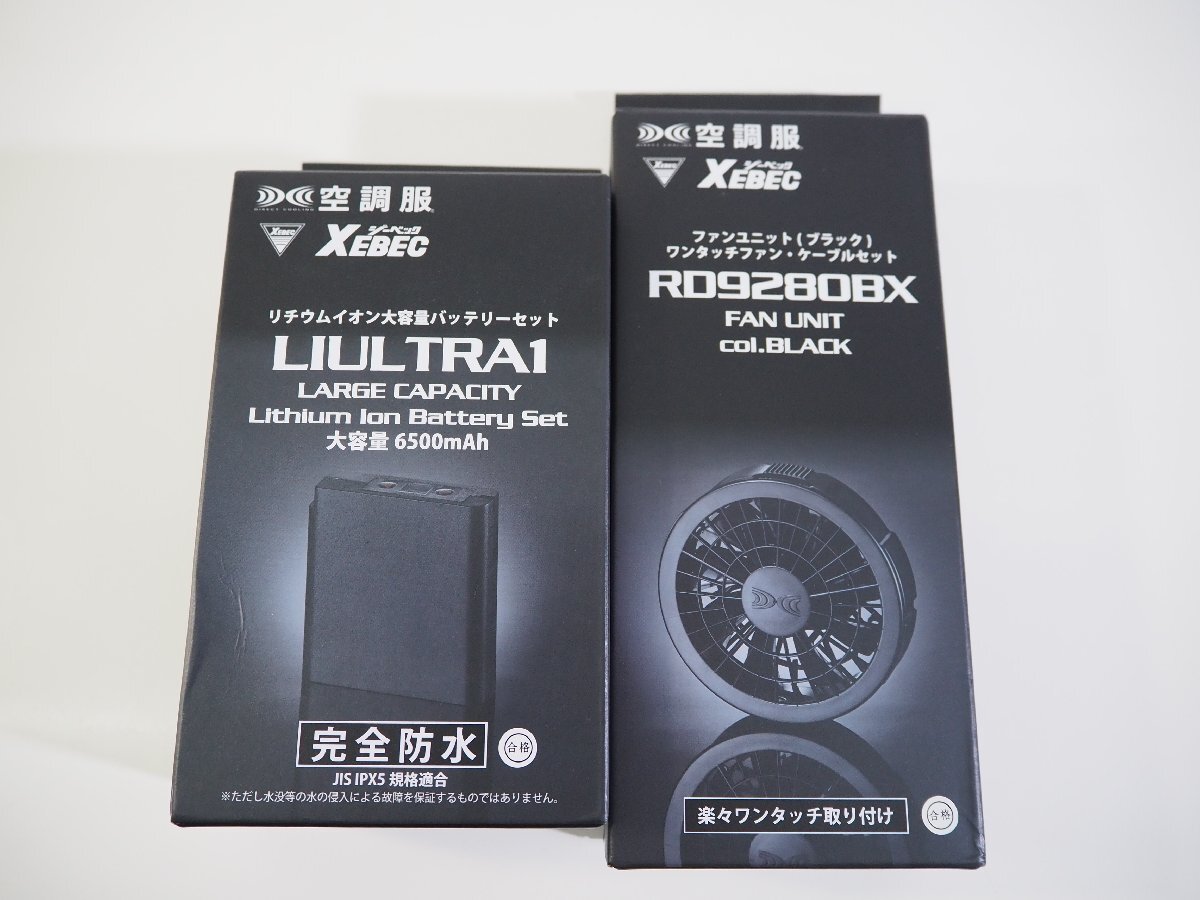 空調服
DIRECT COOLING
XEBEC
ジーベック
XEBEC
リチウムイオン大容量バッテリーセット
LIULTRA1
LARGE CAPACITY
Lithium Ion Battery Set
大容量 6500mAh
完全防水
合格
JIS IPX5 規格適合
※ただし水没等の水の侵入による故障を保証するものではありません。
空調服
DIRECT COOLING
XEBEC
ジーベック
XEBEC
ファンユニット(ブラック)
ワンタッチファン・ケーブルセット
RD9280BX
FAN UNIT
col.BLACK
楽々ワンタッチ取り付け
合格